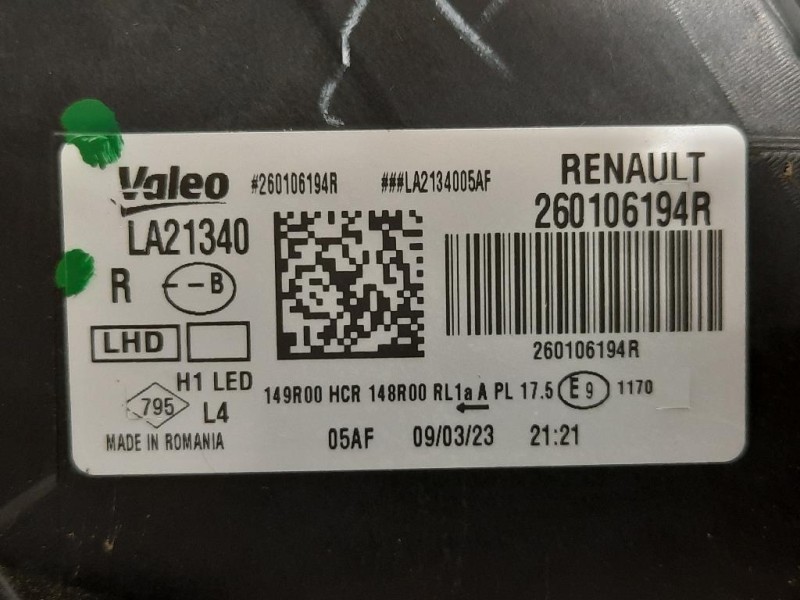 Valeo #260106194R ###LA2134005AF RENAULT
LA21340 260106194R
R --B
LHD
260106194R
H1 LED
149R00 HCR 148R00 RL1a A PL 17.5 E9 1170
795 L4
MADE IN ROMANIA 05AF 09/03/23 21:21